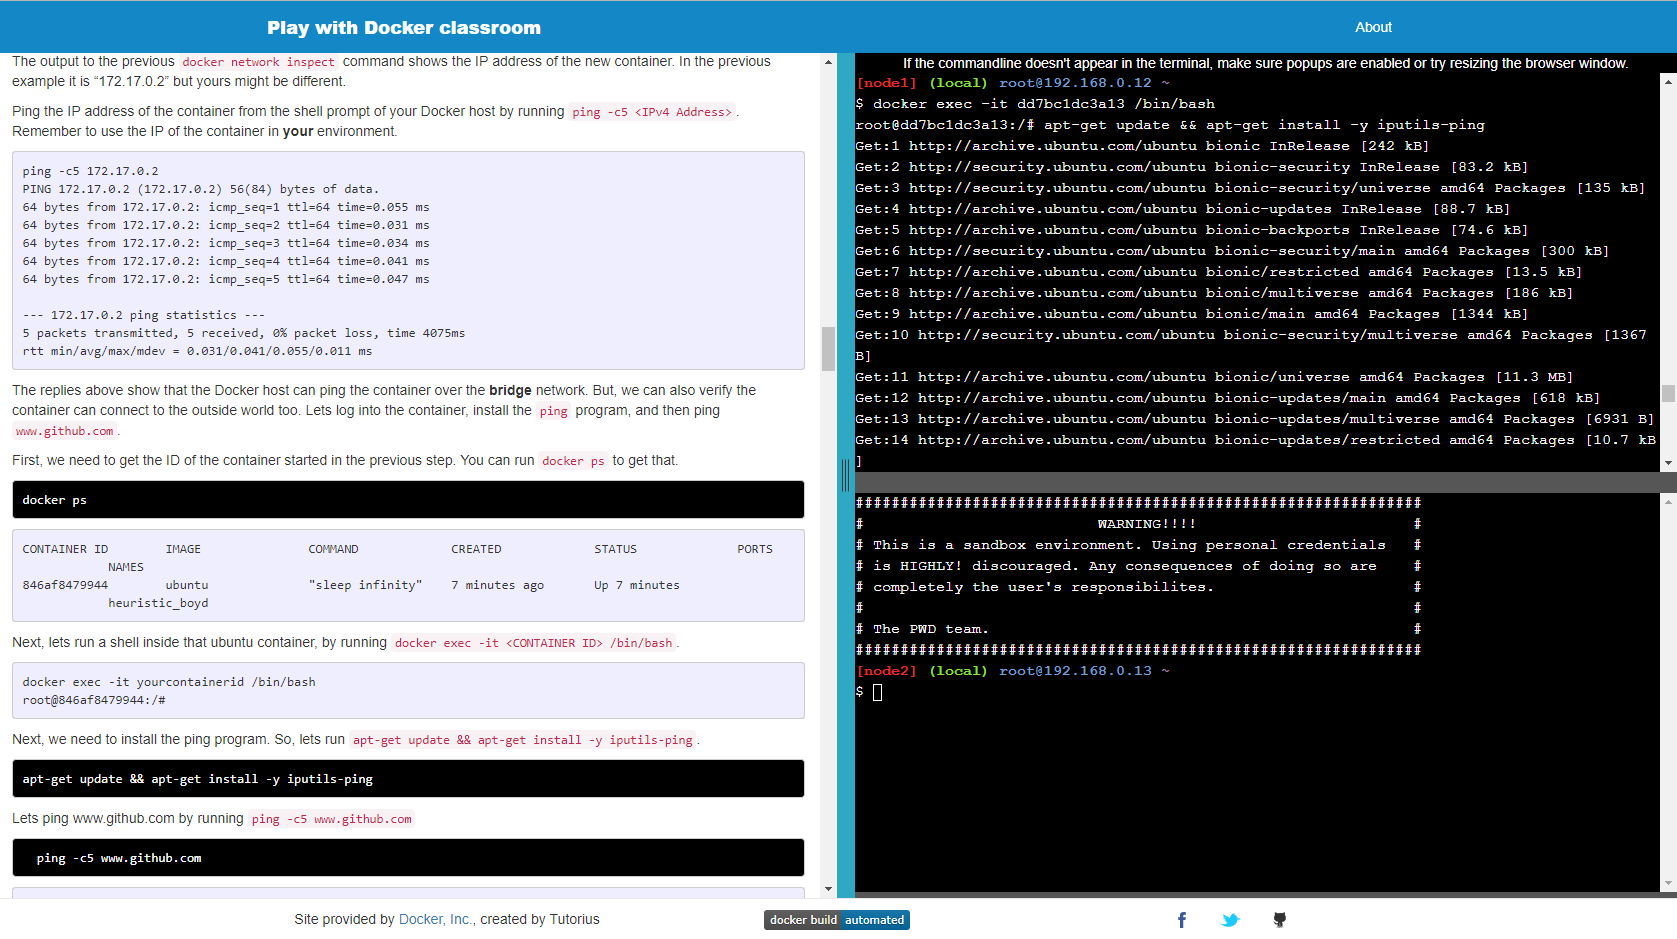 Play with Docker classroom
About
The output to the previous docker network inspect command shows the IP address of the new container. In the previous
example it is “172.17.0.2” but yours might be different.
Ping the IP address of the container from the shell prompt of your Docker host by running ping -c5 <IPv4 Address>.
Remember to use the IP of the container in your environment.
ping -c5 172.17.0.2
PING 172.17.0.2 (172.17.0.2) 56(84) bytes of data.
64 bytes from 172.17.0.2: icmp_seq=1 ttl=64 time=0.055 ms
64 bytes from 172.17.0.2: icmp_seq=2 ttl=64 time=0.031 ms
64 bytes from 172.17.0.2: icmp_seq=3 ttl=64 time=0.034 ms
64 bytes from 172.17.0.2: icmp_seq=4 ttl=64 time=0.041 ms
64 bytes from 172.17.0.2: icmp_seq=5 ttl=64 time=0.047 ms
--- 172.17.0.2 ping statistics ---
5 packets transmitted, 5 received, 0% packet loss, time 4075ms
rtt min/avg/max/mdev = 0.031/0.041/0.055/0.011 ms
The replies above show that the Docker host can ping the container over the bridge network. But, we can also verify the
container can connect to the outside world too. Lets log into the container, install the ping program, and then ping
www.github.com.
First, we need to get the ID of the container started in the previous step. You can run docker ps to get that.
docker ps
CONTAINER ID IMAGE COMMAND CREATED STATUS PORTS
NAMES
846af8479944 ubuntu "sleep infinity" 7 minutes ago Up 7 minutes
heuristic_boyd
Next, lets run a shell inside that ubuntu container, by running docker exec -it <CONTAINER ID> /bin/bash.
docker exec -it yourcontainerid /bin/bash
root@846af8479944:/#
Next, we need to install the ping program. So, lets run apt-get update && apt-get install -y iputils-ping.
apt-get update && apt-get install -y iputils-ping
Lets ping www.github.com by running ping -c5 www.github.com
ping -c5 www.github.com
If the commandline doesn't appear in the terminal, make sure popups are enabled or try resizing the browser window.
[node1] (local) root@192.168.0.12 ~
$ docker exec -it dd7bc1dc3a13 /bin/bash
root@dd7bc1dc3a13:/# apt-get update && apt-get install -y iputils-ping
Get:1 http://archive.ubuntu.com/ubuntu bionic InRelease [242 kB]
Get:2 http://security.ubuntu.com/ubuntu bionic-security InRelease [83.2 kB]
Get:3 http://security.ubuntu.com/ubuntu bionic-security/universe amd64 Packages [135 kB]
Get:4 http://archive.ubuntu.com/ubuntu bionic-updates InRelease [88.7 kB]
Get:5 http://archive.ubuntu.com/ubuntu bionic-backports InRelease [74.6 kB]
Get:6 http://security.ubuntu.com/ubuntu bionic-security/main amd64 Packages [300 kB]
Get:7 http://archive.ubuntu.com/ubuntu bionic/restricted amd64 Packages [13.5 kB]
Get:8 http://archive.ubuntu.com/ubuntu bionic/multiverse amd64 Packages [186 kB]
Get:9 http://archive.ubuntu.com/ubuntu bionic/main amd64 Packages [1344 kB]
Get:10 http://security.ubuntu.com/ubuntu bionic-security/multiverse amd64 Packages [1367
B]
Get:11 http://archive.ubuntu.com/ubuntu bionic/universe amd64 Packages [11.3 MB]
Get:12 http://archive.ubuntu.com/ubuntu bionic-updates/main amd64 Packages [618 kB]
Get:13 http://archive.ubuntu.com/ubuntu bionic-updates/multiverse amd64 Packages [6931 B]
Get:14 http://archive.ubuntu.com/ubuntu bionic-updates/restricted amd64 Packages [10.7 kB
]
###############################################################
# WARNING!!!! #
# This is a sandbox environment. Using personal credentials #
# is HIGHLY! discouraged. Any consequences of doing so are #
# completely the user's responsibilites. #
# #
# The PWD team. #
###############################################################
[node2] (local) root@192.168.0.13 ~
$
Site provided by Docker, Inc., created by Tutorius
docker build automated